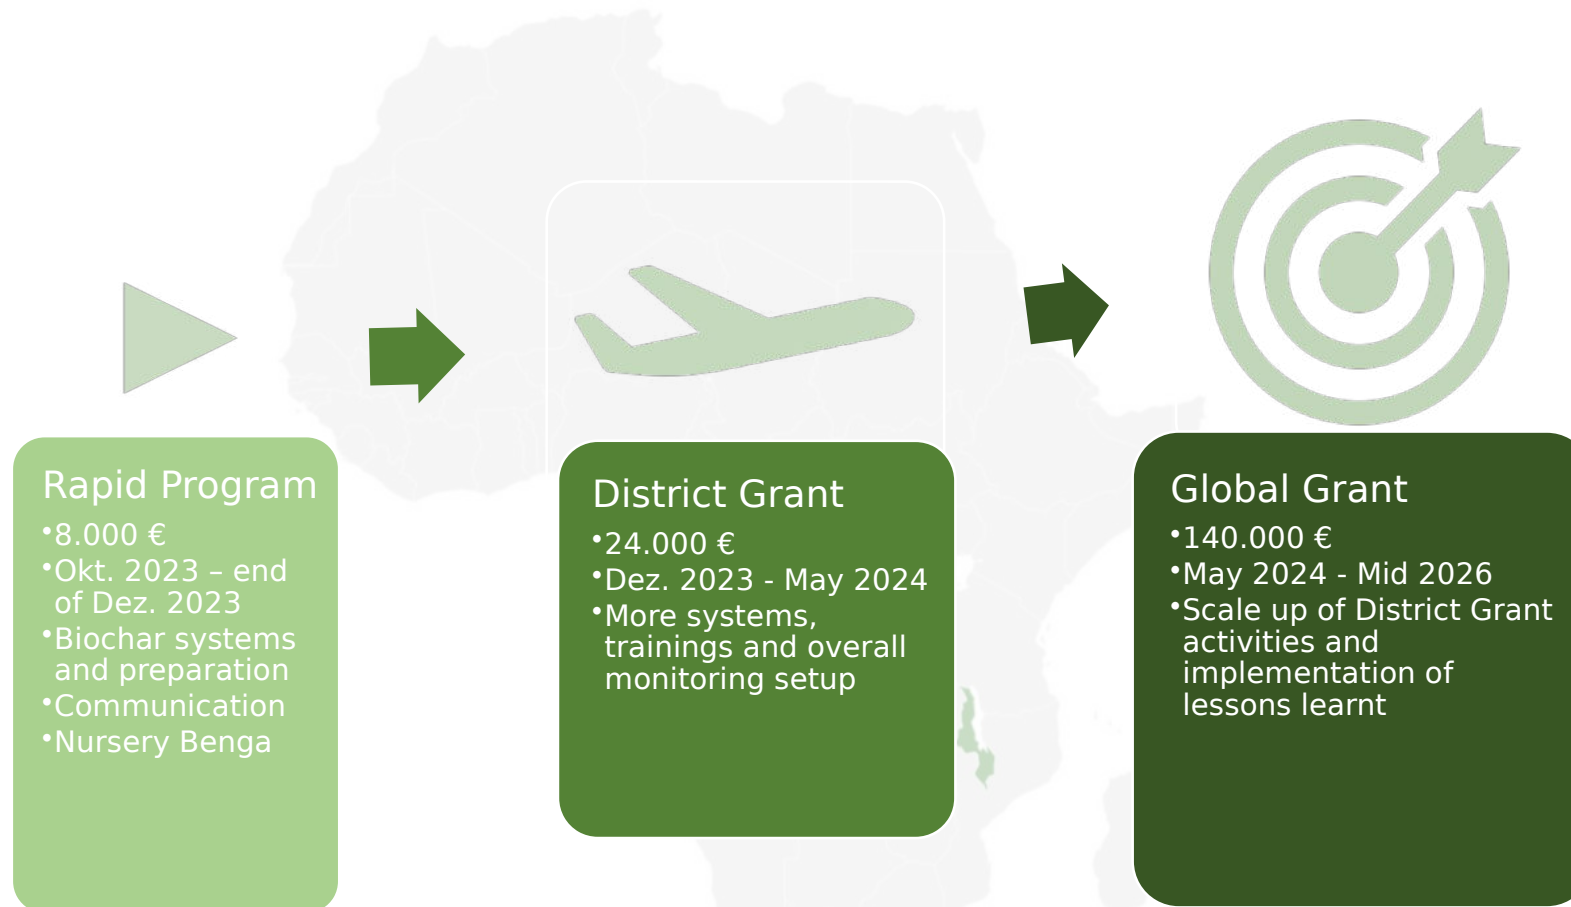 Rapid Program
•8.000 €
•Okt. 2023 – end
of Dez. 2023
•Biochar systems
and preparation
•Communication
•Nursery Benga
District Grant
•24.000 €
•Dez. 2023 - May 2024
•More systems,
trainings and overall
monitoring setup
Global Grant
•140.000 €
•May 2024 - Mid 2026
•Scale up of District Grant
activities and
implementation of
lessons learnt